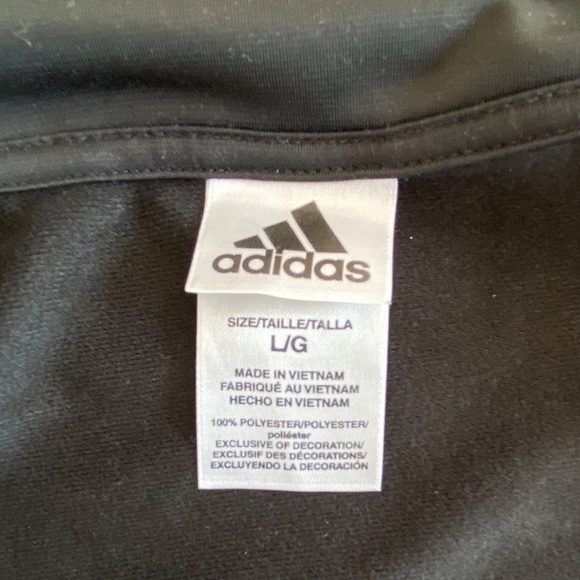 adidas
SIZE/TAILLE/TALLA
L/G
MADE IN VIETNAM
FABRIQUÉ AU VIETNAM
HECHO EN VIETNAM
100% POLYESTER/POLYESTER/
poliéster
EXCLUSIVE OF DECORATION/
EXCLUSIF DES DÉCORATIONS/
EXCLUYENDO LA DECORACIÓN